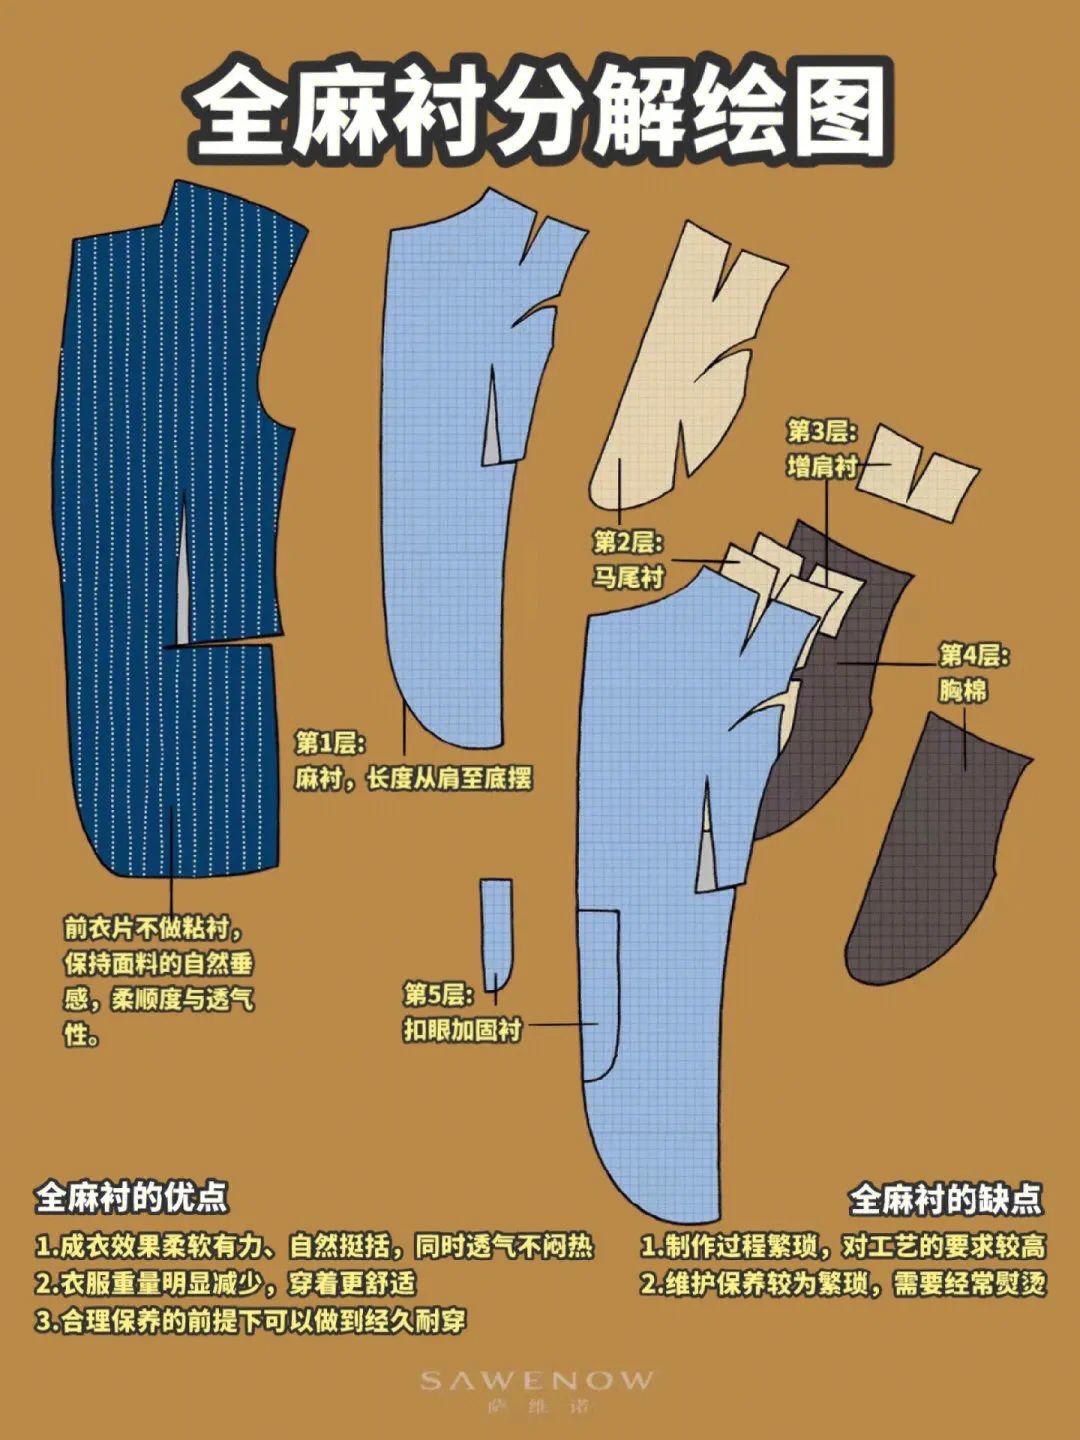 全麻衬分解绘图
第3层:
增肩衬
第2层:
马尾衬
第4层:
胸棉
第1层:
麻衬，长度从肩至底摆
前衣片不做粘衬，
保持面料的自然垂
感，柔顺度与透气
性。
第5层:
扣眼加固衬
全麻衬的优点
1.成衣效果柔软有力、自然挺括，同时透气不闷热
2.衣服重量明显减少，穿着更舒适
3.合理保养的前提下可以做到经久耐穿
全麻衬的缺点
1.制作过程繁琐，对工艺的要求较高
2.维护保养较为繁琐，需要经常熨烫
SAWENOW
萨维诺